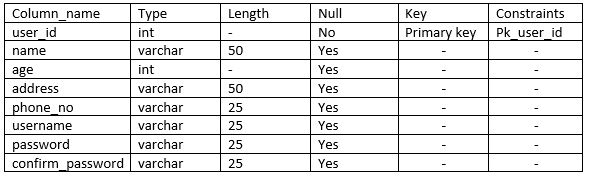 Column_name Type Length Null Key Constraints
user_id int - No Primary key Pk_user_id
name varchar 50 Yes - -
age int - Yes - -
address varchar 50 Yes - -
phone_no varchar 25 Yes - -
username varchar 25 Yes - -
password varchar 25 Yes - -
confirm_password varchar 25 Yes - -